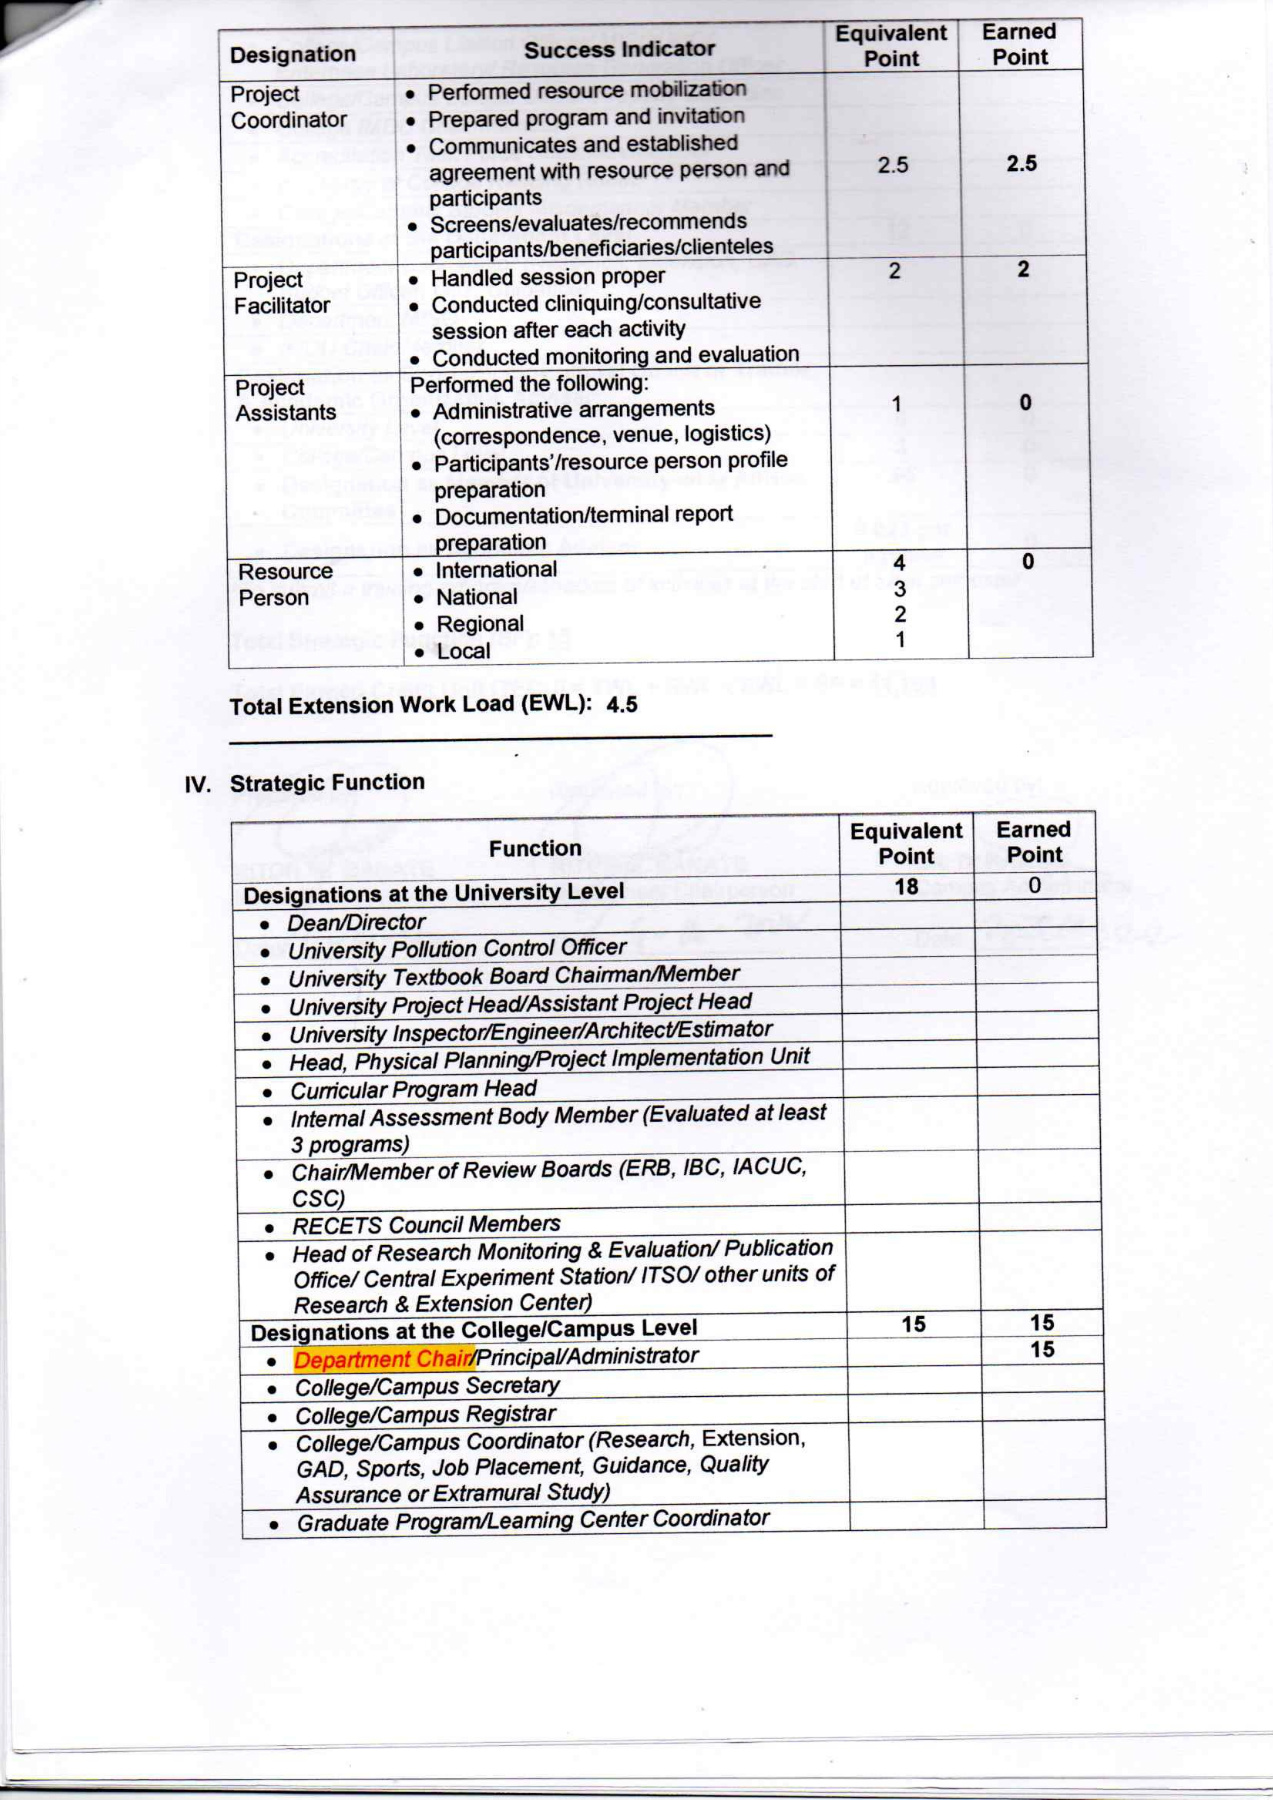 Designation Success Indicator Equivalent Point Earned Point
Project Coordinator
• Performed resource mobilization
• Prepared program and invitation
• Communicates and established
agreement with resource person and
participants
• Screens/evaluates/recommends
participants/beneficiaries/clienteles
2.5 2.5
Project Facilitator
• Handled session proper
• Conducted cliniquing/consultative
session after each activity
• Conducted monitoring and evaluation
2 2
Project Assistants
Performed the following:
• Administrative arrangements
(correspondence, venue, logistics)
• Participants'/resource person profile
preparation
• Documentation/terminal report
preparation
1 0
Resource Person
• International 4 0
• National 3
• Regional 2
• Local 1
Total Extension Work Load (EWL): 4.5
IV. Strategic Function
Function Equivalent Point Earned Point
Designations at the University Level 18 0
• Dean/Director
• University Pollution Control Officer
• University Textbook Board Chairman/Member
• University Project Head/Assistant Project Head
• University Inspector/Engineer/Architect/Estimator
• Head, Physical Planning/Project Implementation Unit
• Curricular Program Head
• Internal Assessment Body Member (Evaluated at least
3 programs)
• Chair/Member of Review Boards (ERB, IBC, IACUC,
CSC)
• RECETS Council Members
• Head of Research Monitoring & Evaluation/ Publication
Office/ Central Experiment Station/ ITSO/ other units of
Research & Extension Center)
Designations at the College/Campus Level 15 15
• Department Chair/Principal/Administrator 15
• College/Campus Secretary
• College/Campus Registrar
• College/Campus Coordinator (Research, Extension,
GAD, Sports, Job Placement, Guidance, Quality
Assurance or Extramural Study)
• Graduate Program/Learning Center Coordinator